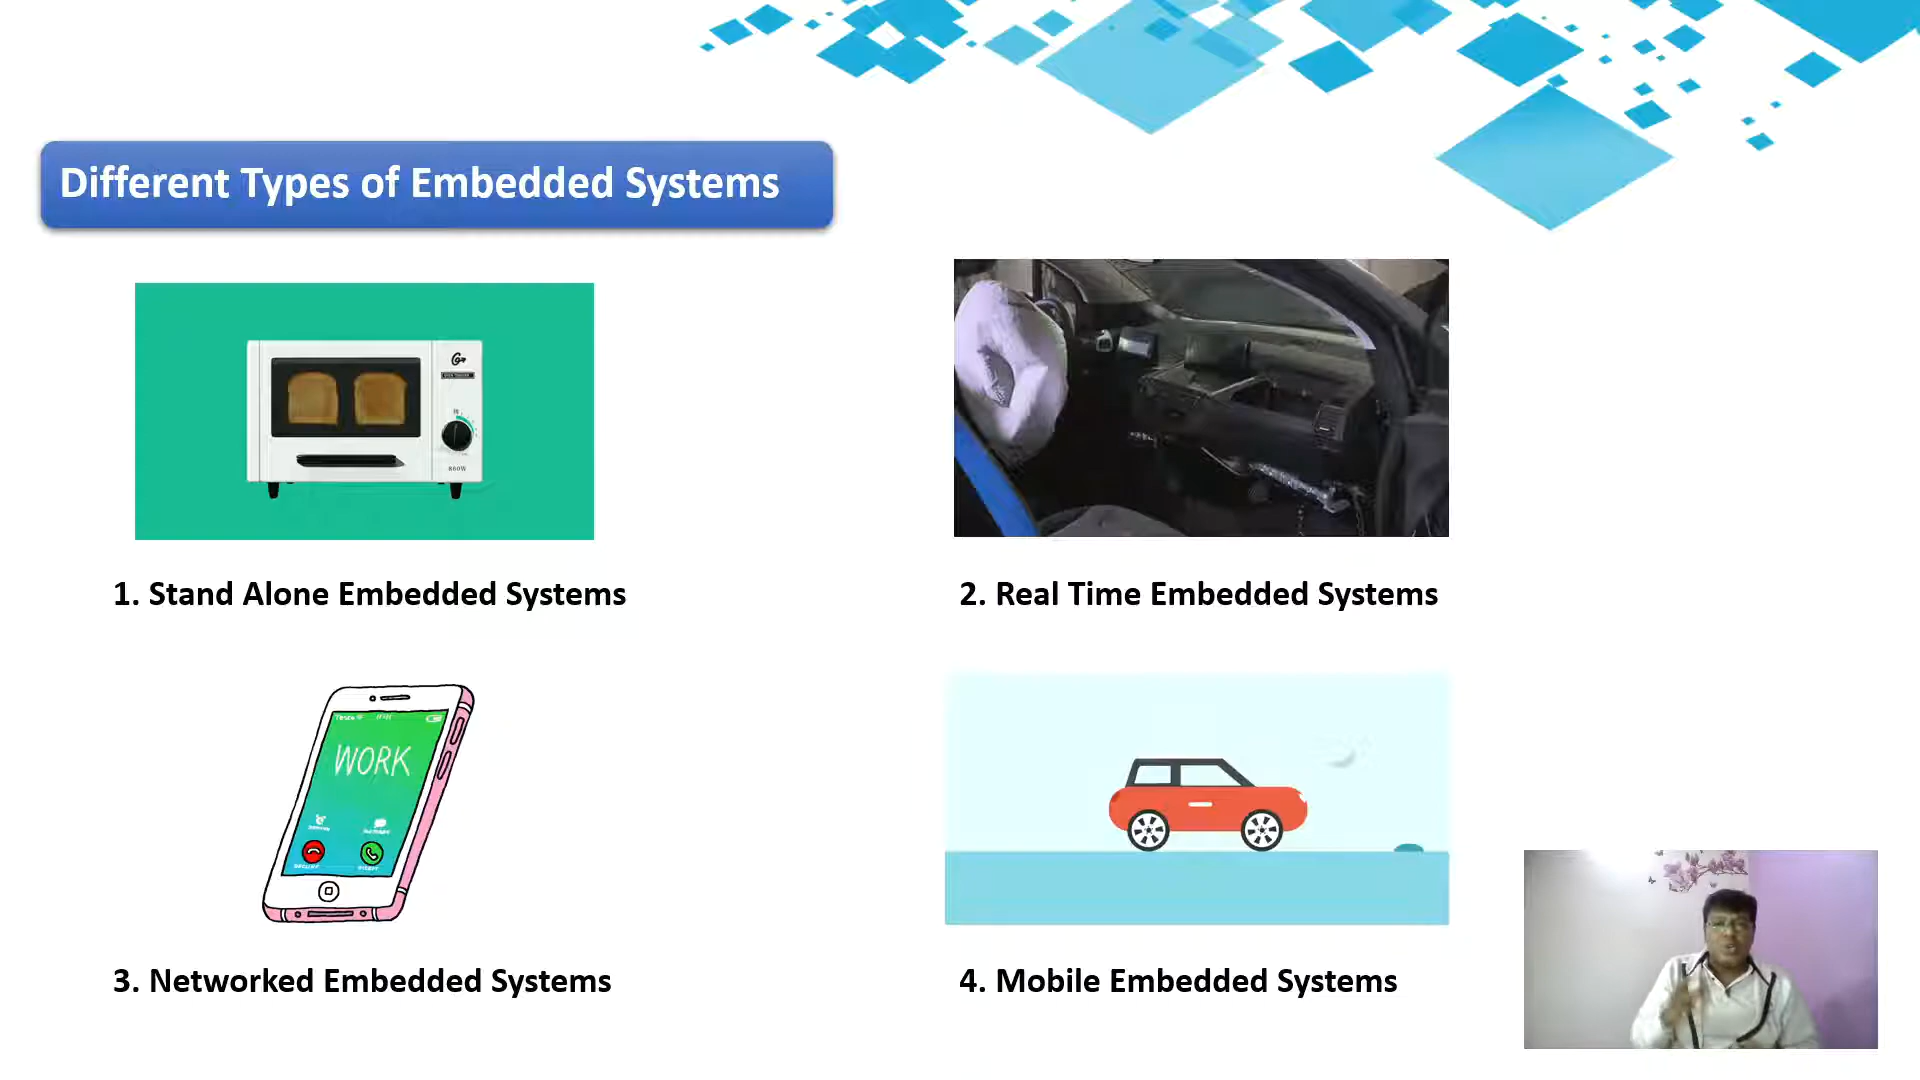 Different Types of Embedded Systems
860W
1. Stand Alone Embedded Systems
2. Real Time Embedded Systems
WORK
3. Networked Embedded Systems
4. Mobile Embedded Systems